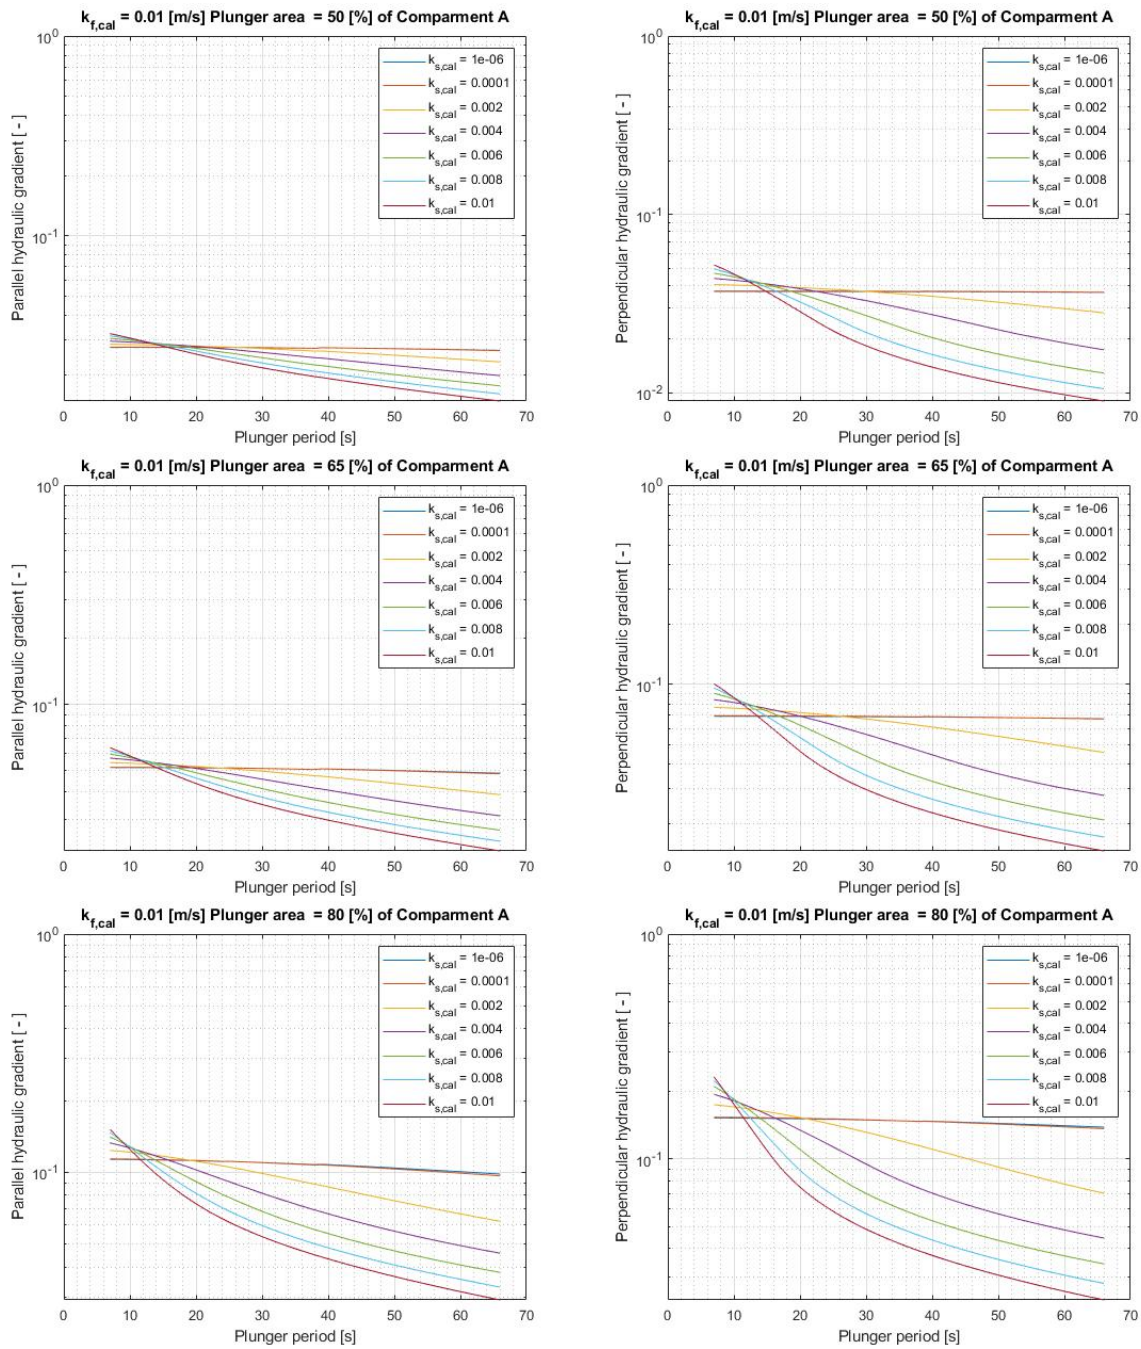 k_f,cal = 0.01 [m/s] Plunger area = 50 [%] of Comparment A
10^0
10^-1
Parallel hydraulic gradient [ - ]
k_s,cal = 1e-06
k_s,cal = 0.0001
k_s,cal = 0.002
k_s,cal = 0.004
k_s,cal = 0.006
k_s,cal = 0.008
k_s,cal = 0.01
0 10 20 30 40 50 60 70
Plunger period [s]
k_f,cal = 0.01 [m/s] Plunger area = 50 [%] of Comparment A
10^0
10^-1
10^-2
Perpendicular hydraulic gradient [ - ]
k_s,cal = 1e-06
k_s,cal = 0.0001
k_s,cal = 0.002
k_s,cal = 0.004
k_s,cal = 0.006
k_s,cal = 0.008
k_s,cal = 0.01
0 10 20 30 40 50 60 70
Plunger period [s]
k_f,cal = 0.01 [m/s] Plunger area = 65 [%] of Comparment A
10^0
10^-1
Parallel hydraulic gradient [ - ]
k_s,cal = 1e-06
k_s,cal = 0.0001
k_s,cal = 0.002
k_s,cal = 0.004
k_s,cal = 0.006
k_s,cal = 0.008
k_s,cal = 0.01
0 10 20 30 40 50 60 70
Plunger period [s]
k_f,cal = 0.01 [m/s] Plunger area = 65 [%] of Comparment A
10^0
10^-1
Perpendicular hydraulic gradient [ - ]
k_s,cal = 1e-06
k_s,cal = 0.0001
k_s,cal = 0.002
k_s,cal = 0.004
k_s,cal = 0.006
k_s,cal = 0.008
k_s,cal = 0.01
0 10 20 30 40 50 60 70
Plunger period [s]
k_f,cal = 0.01 [m/s] Plunger area = 80 [%] of Comparment A
10^0
10^-1
Parallel hydraulic gradient [ - ]
k_s,cal = 1e-06
k_s,cal = 0.0001
k_s,cal = 0.002
k_s,cal = 0.004
k_s,cal = 0.006
k_s,cal = 0.008
k_s,cal = 0.01
0 10 20 30 40 50 60 70
Plunger period [s]
k_f,cal = 0.01 [m/s] Plunger area = 80 [%] of Comparment A
10^0
10^-1
Perpendicular hydraulic gradient [ - ]
k_s,cal = 1e-06
k_s,cal = 0.0001
k_s,cal = 0.002
k_s,cal = 0.004
k_s,cal = 0.006
k_s,cal = 0.008
k_s,cal = 0.01
0 10 20 30 40 50 60 70
Plunger period [s]